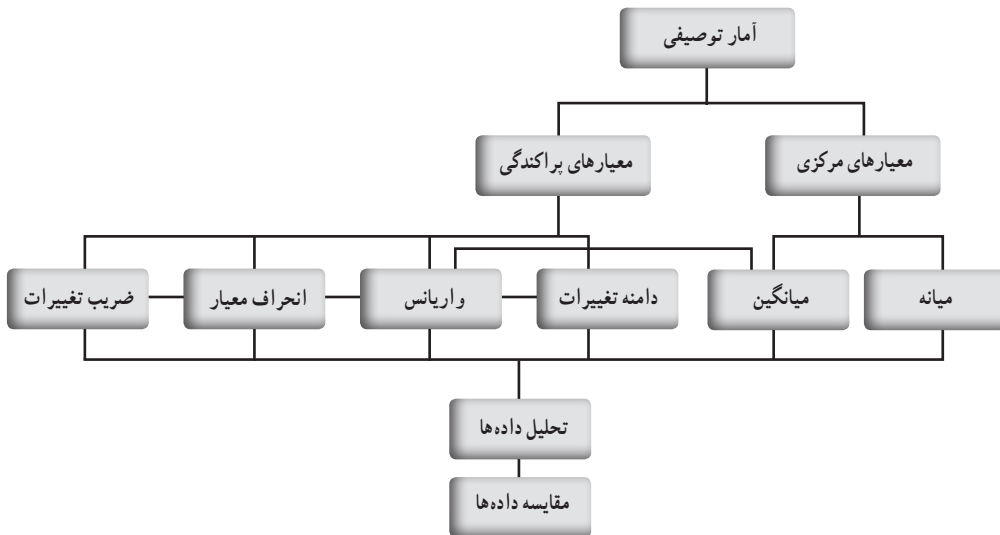 آمار توصیفی
معیارهای مرکزی
معیارهای پراکندگی
میانه
میانگین
دامنه تغییرات
واریانس
انحراف معیار
ضریب تغییرات
تحلیل داده‌ها
مقایسه داده‌ها